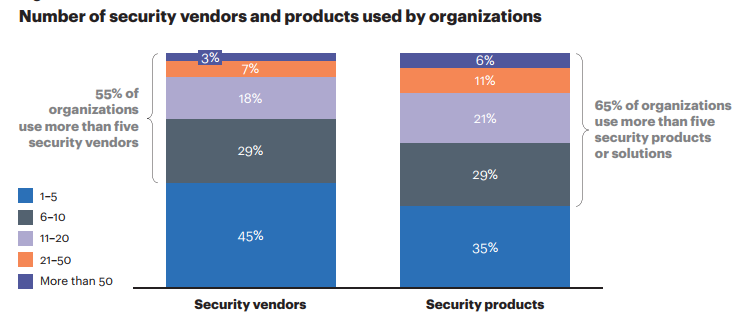 Number of security vendors and products used by organizations
3%
7%
18%
29%
45%
6%
11%
21%
29%
35%
55% of
organizations
use more than five
security vendors
65% of organizations
use more than five
security products
or solutions
1–5
6–10
11–20
21–50
More than 50
Security vendors
Security products